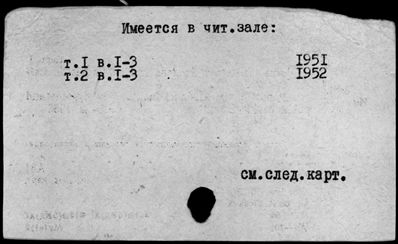 Имеется в чит.зале:
т.I в.I-3 I95I
т.2 в.I-3 I952
см.след.карт.